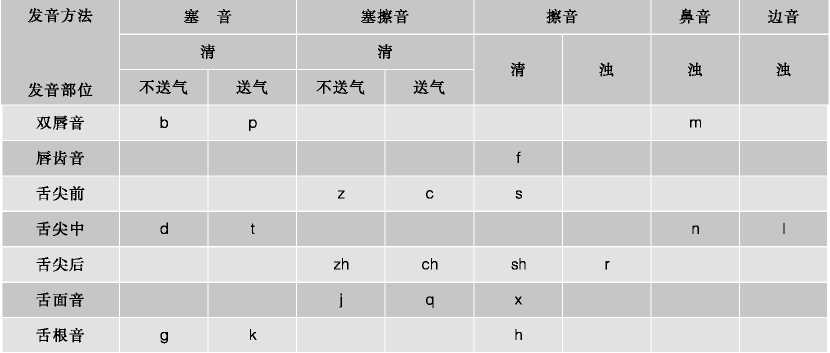 发音方法 塞 音 塞擦音 擦音 鼻音 边音
清 清 清 浊 浊 浊
发音部位 不送气 送气 不送气 送气
双唇音 b p m
唇齿音 f
舌尖前 z c s
舌尖中 d t n l
舌尖后 zh ch sh r
舌面音 j q x
舌根音 g k h